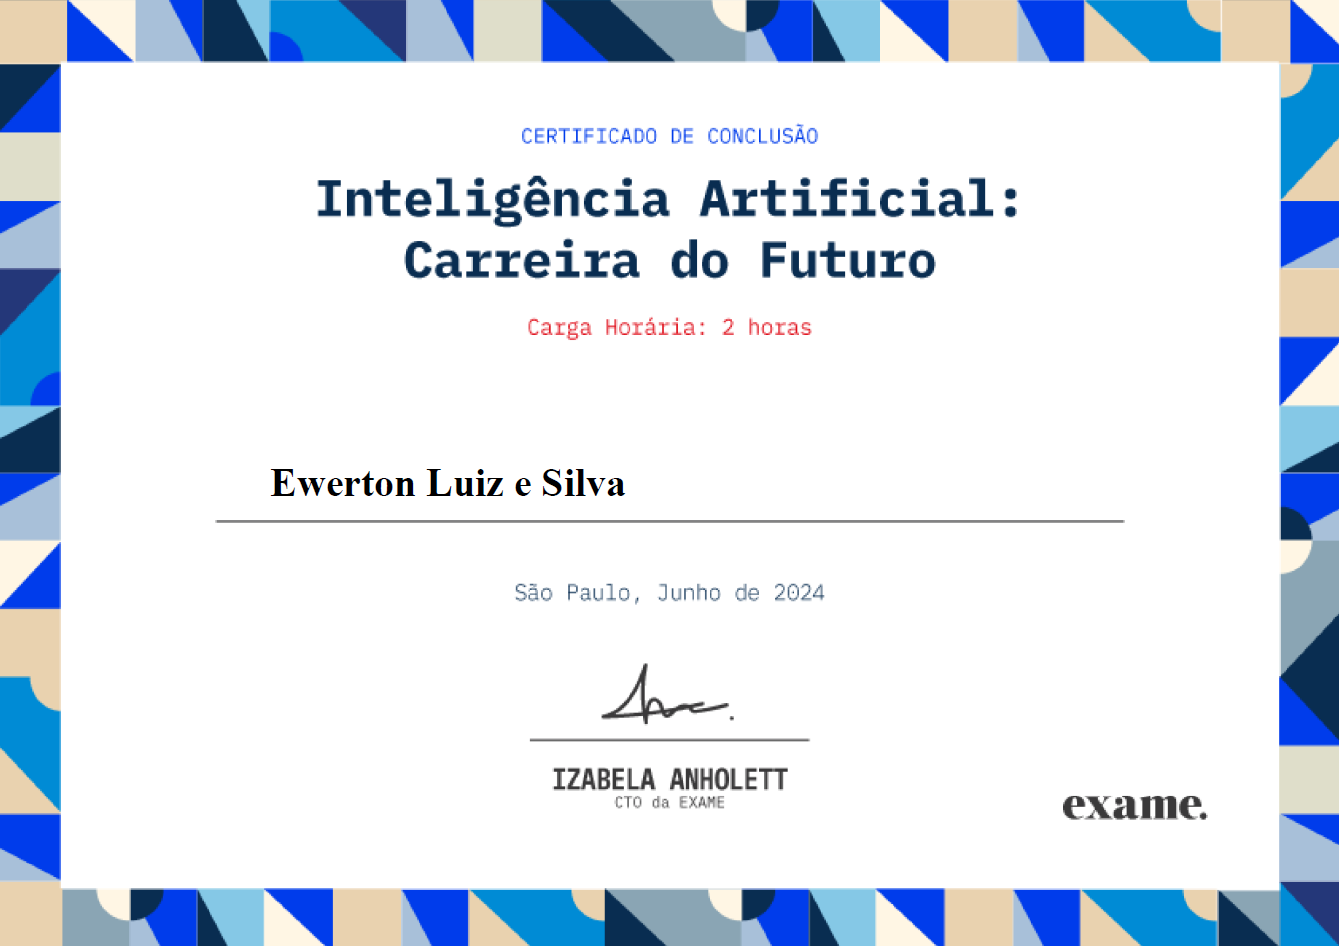 CERTIFICADO DE CONCLUSÃO
Inteligência Artificial:
Carreira do Futuro
Carga Horária: 2 horas
Ewerton Luiz e Silva
São Paulo, Junho de 2024
IZABELA ANHOLETT
CTO da EXAME
exame.